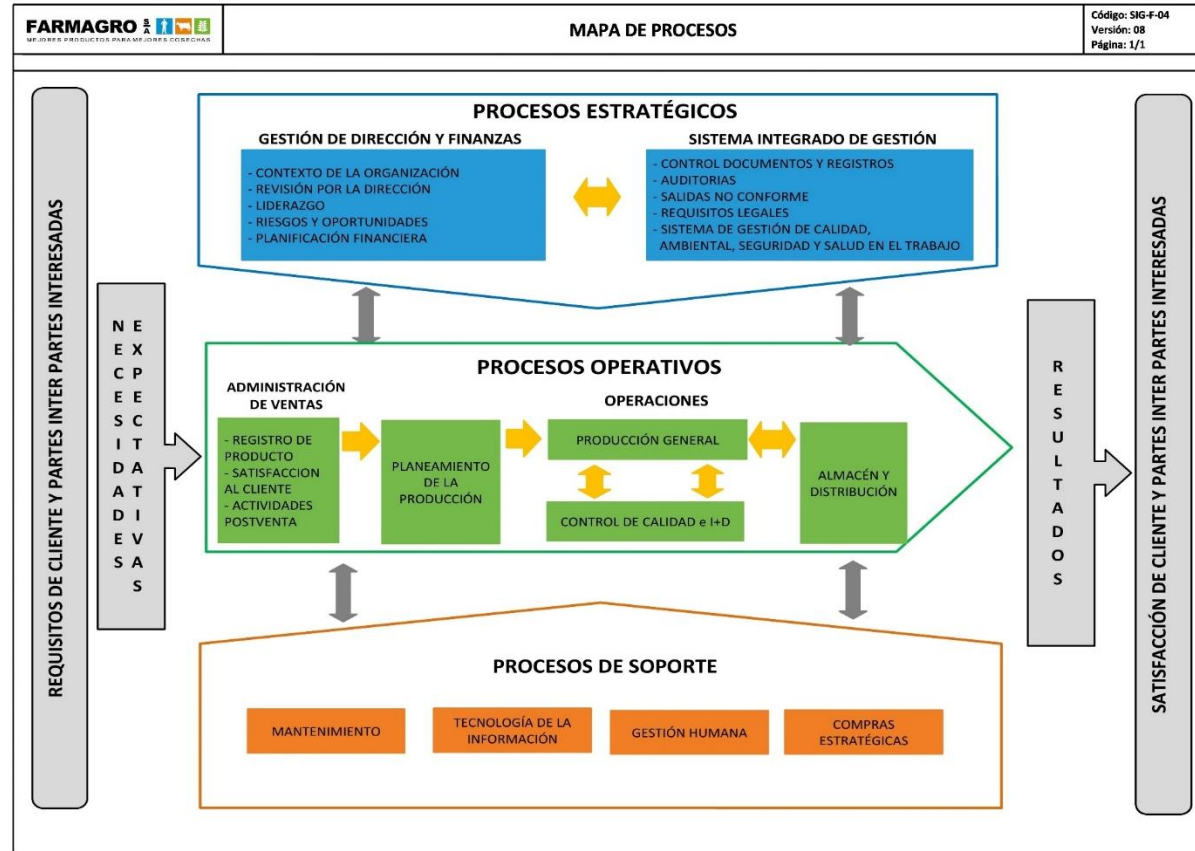 FARMAGRO S A
MEJORES PRODUCTOS PARA MEJORES COSECHAS
MAPA DE PROCESOS
Código: SIG-F-04
Versión: 08
Página: 1/1
REQUISITOS DE CLIENTE Y PARTES INTER PARTES INTERESADAS
NECESIDADES
EXPECTATIVAS
PROCESOS ESTRATÉGICOS
GESTIÓN DE DIRECCIÓN Y FINANZAS
- CONTEXTO DE LA ORGANIZACIÓN
- REVISIÓN POR LA DIRECCIÓN
- LIDERAZGO
- RIESGOS Y OPORTUNIDADES
- PLANIFICACIÓN FINANCIERA
SISTEMA INTEGRADO DE GESTIÓN
- CONTROL DOCUMENTOS Y REGISTROS
- AUDITORIAS
- SALIDAS NO CONFORME
- REQUISITOS LEGALES
- SISTEMA DE GESTIÓN DE CALIDAD,
AMBIENTAL, SEGURIDAD Y SALUD EN EL TRABAJO
PROCESOS OPERATIVOS
ADMINISTRACIÓN
DE VENTAS
- REGISTRO DE
PRODUCTO
- SATISFACCION
AL CLIENTE
- ACTIVIDADES
POSTVENTA
PLANEAMIENTO
DE LA
PRODUCCIÓN
OPERACIONES
PRODUCCIÓN GENERAL
CONTROL DE CALIDAD e I+D
ALMACÉN Y
DISTRIBUCIÓN
PROCESOS DE SOPORTE
MANTENIMIENTO
TECNOLOGÍA DE LA
INFORMACIÓN
GESTIÓN HUMANA
COMPRAS
ESTRATÉGICAS
RESULTADOS
SATISFACCIÓN DE CLIENTE Y PARTES INTER PARTES INTERESADAS